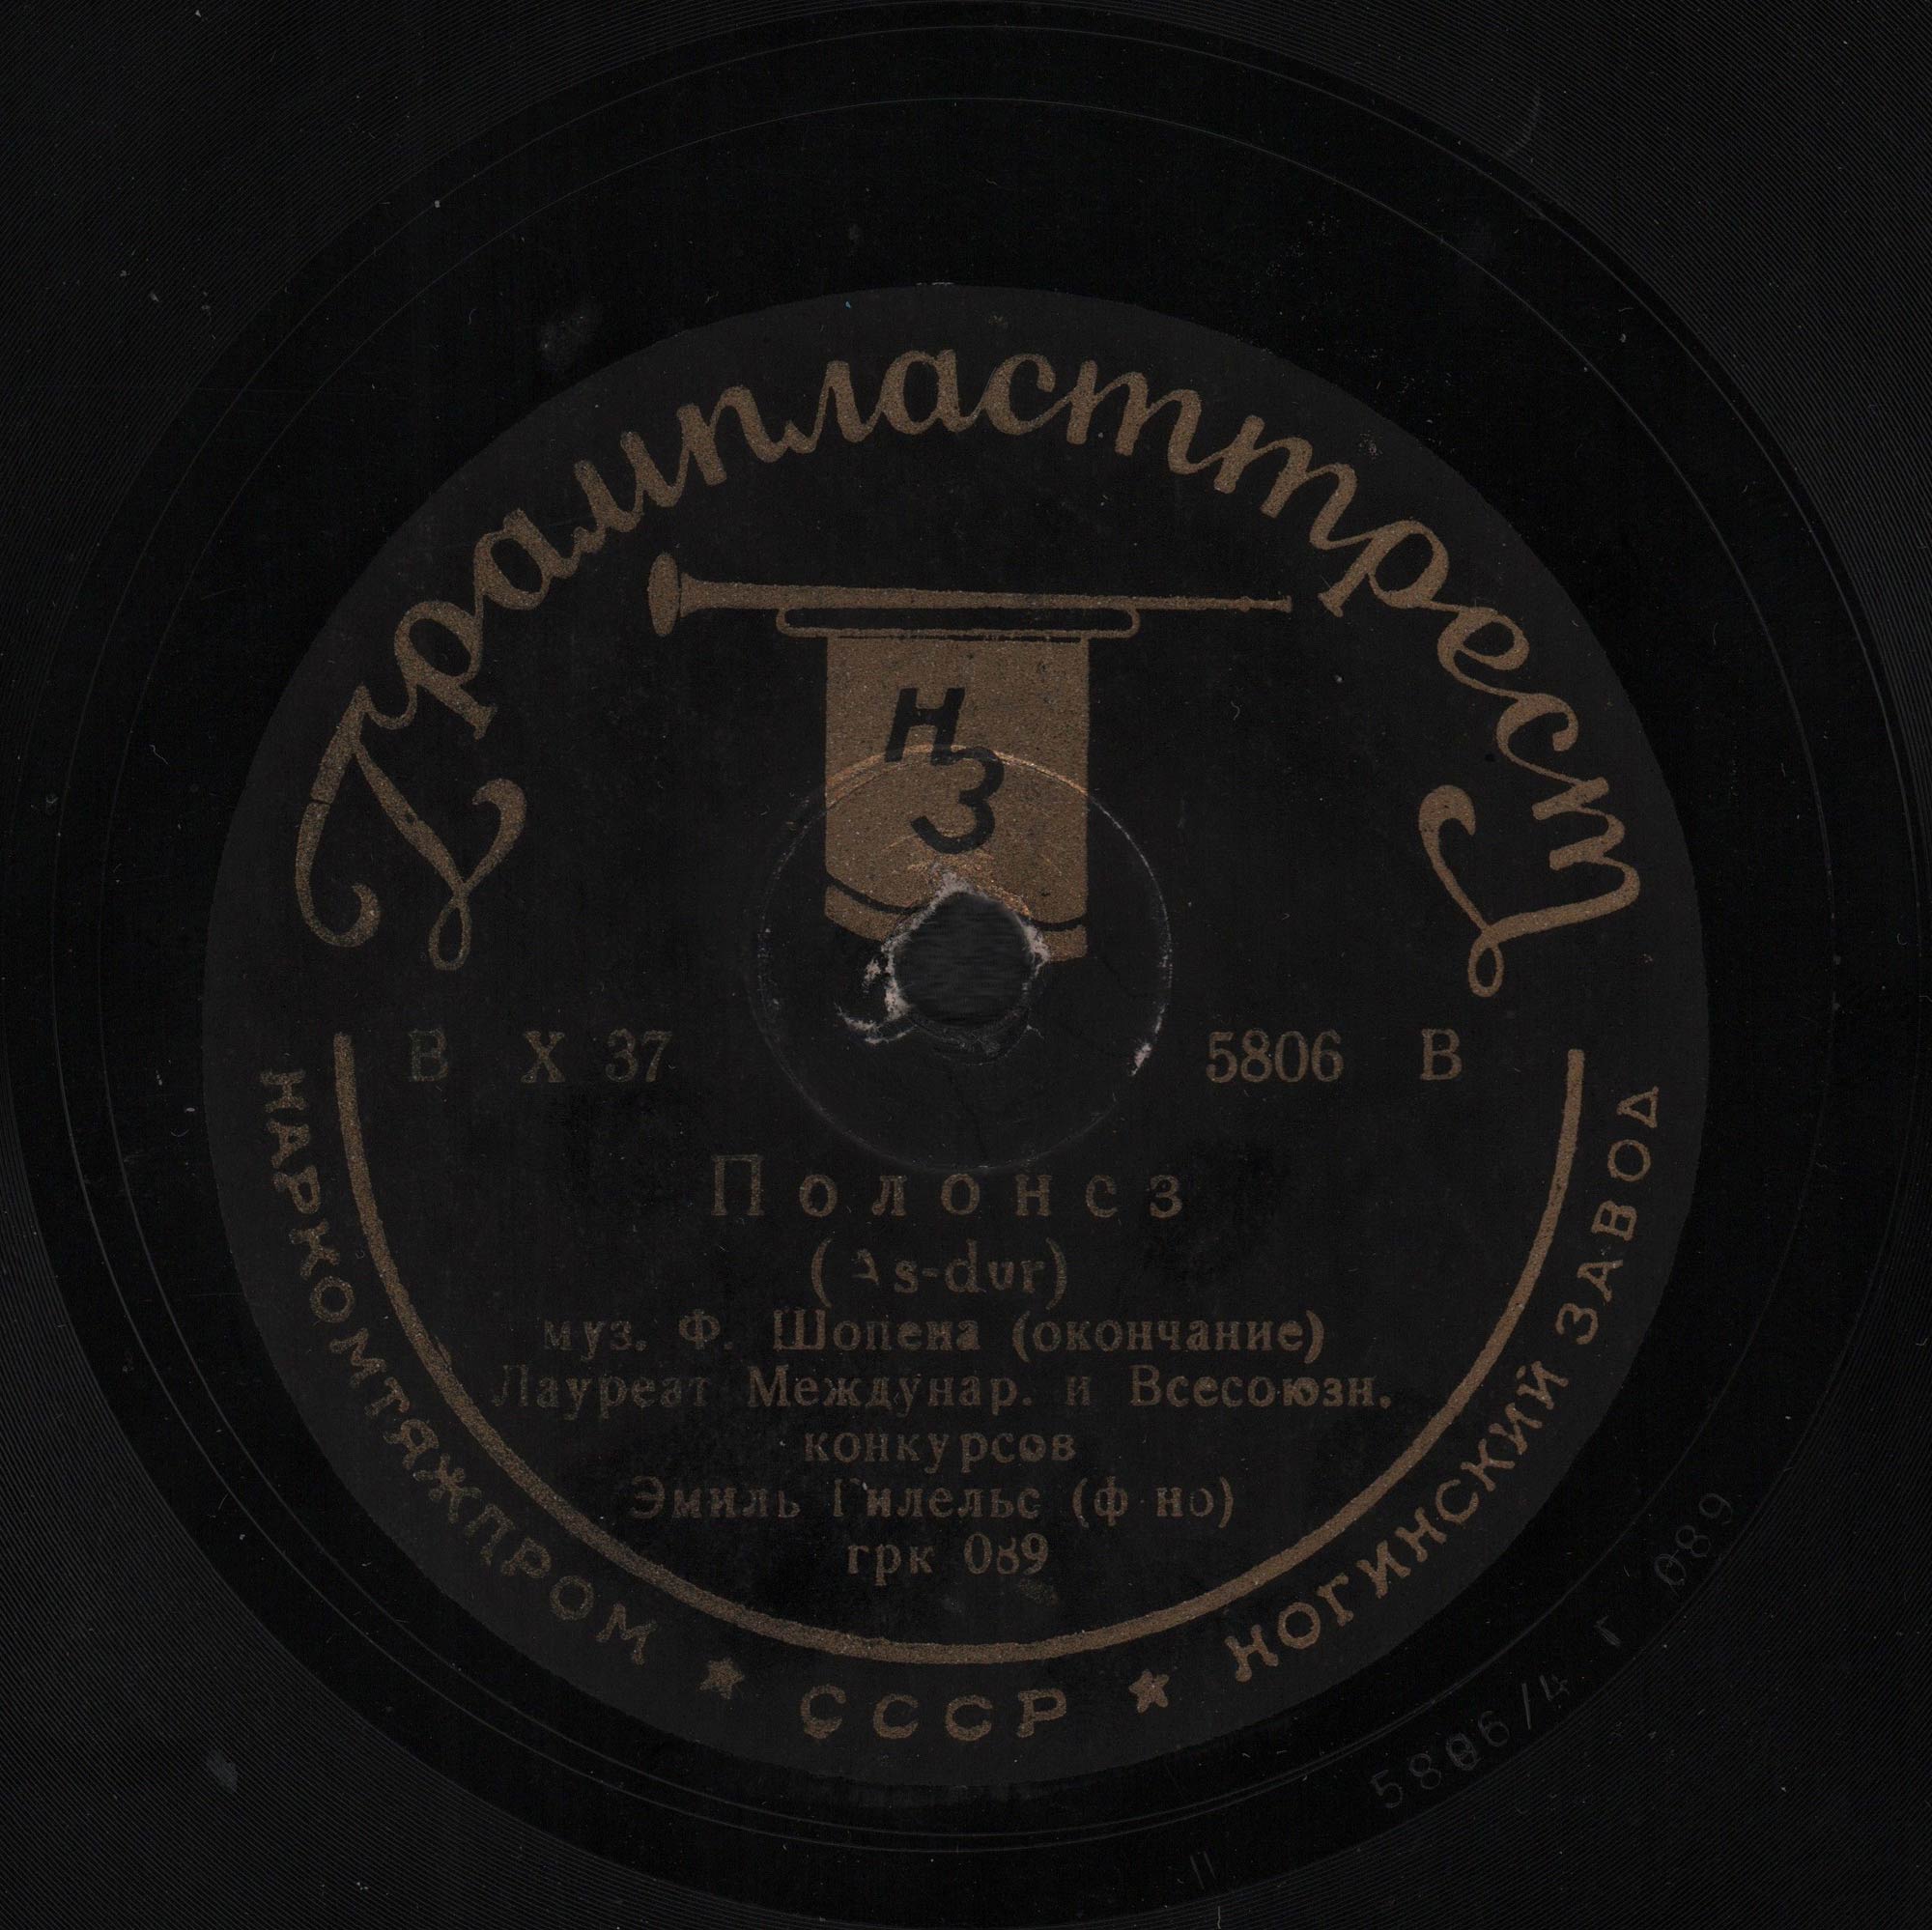 Грампласттрест
НЗ
В X 37 5806 В
Полонез
(As-dur)
муз. Ф. Шопена (окончание)
Лауреат Междунар. и Всесоюзн.
конкурсов
Эмиль Гилельс (ф-но)
грк 089
НАРКОМТЯЖПРОМ ★ СССР ★ НОГИНСКИЙ ЗАВОД
5806/4 Г 089